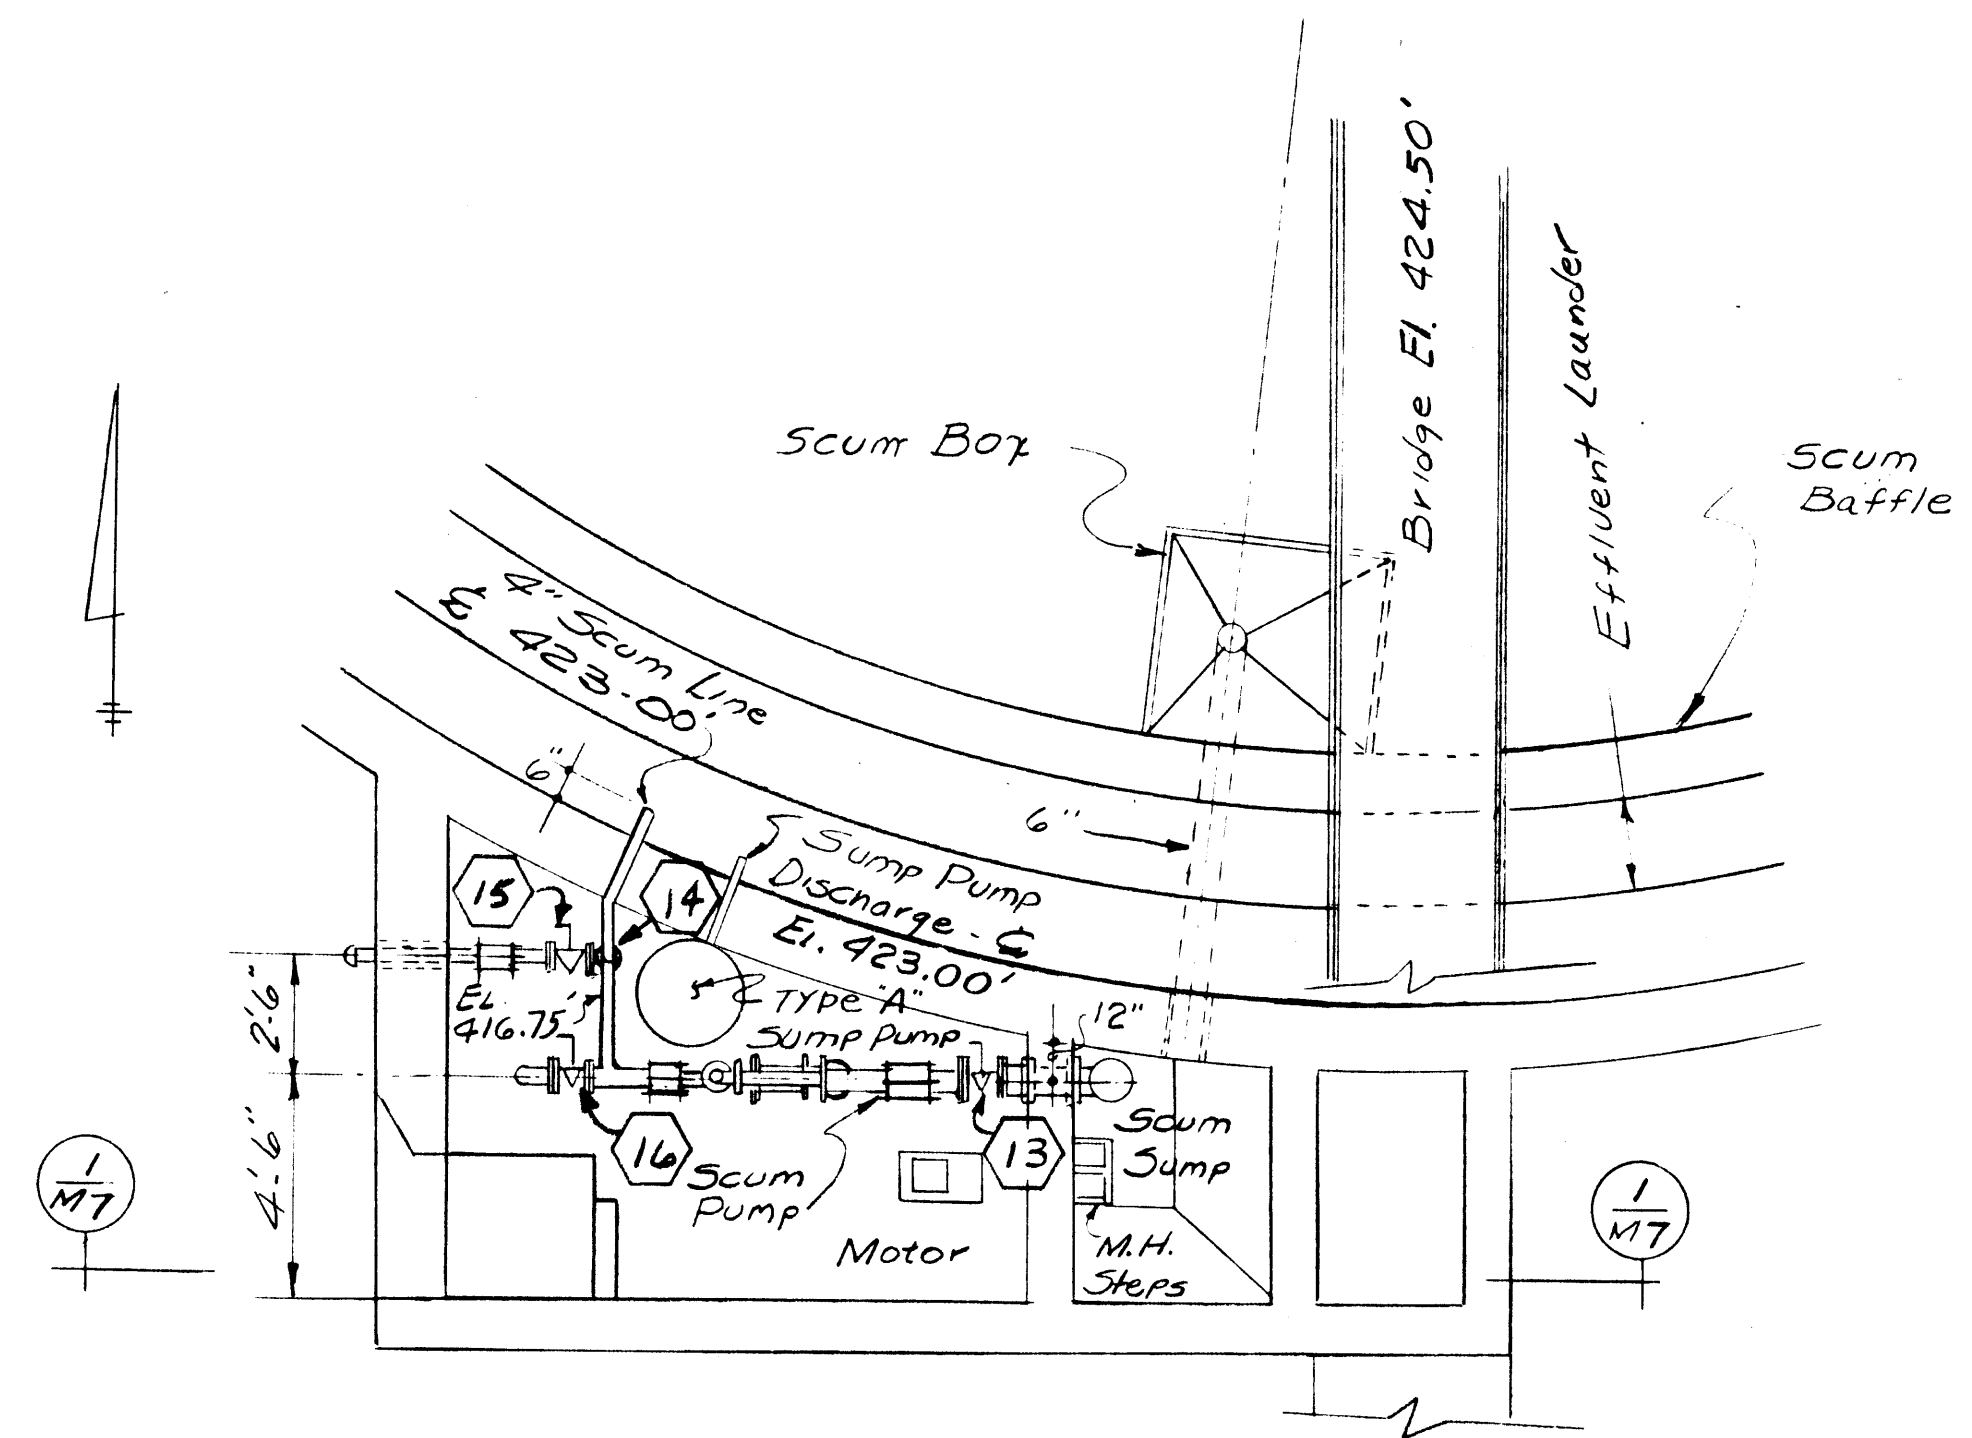 Bridge El. 424.50'
Effluent Launder
Scum Box
Scum
Baffle
4" Scum Line
℄ 423.00'
6"
6"
Sump Pump
Discharge - ℄
El. 423.00'
15
14
TYPE "A"
Sump Pump
El
416.75'
12"
2'-6"
4'-6"
16
13
Scum
Pump
Scum
Sump
Motor
M.H.
Steps
1
M7
1
M7